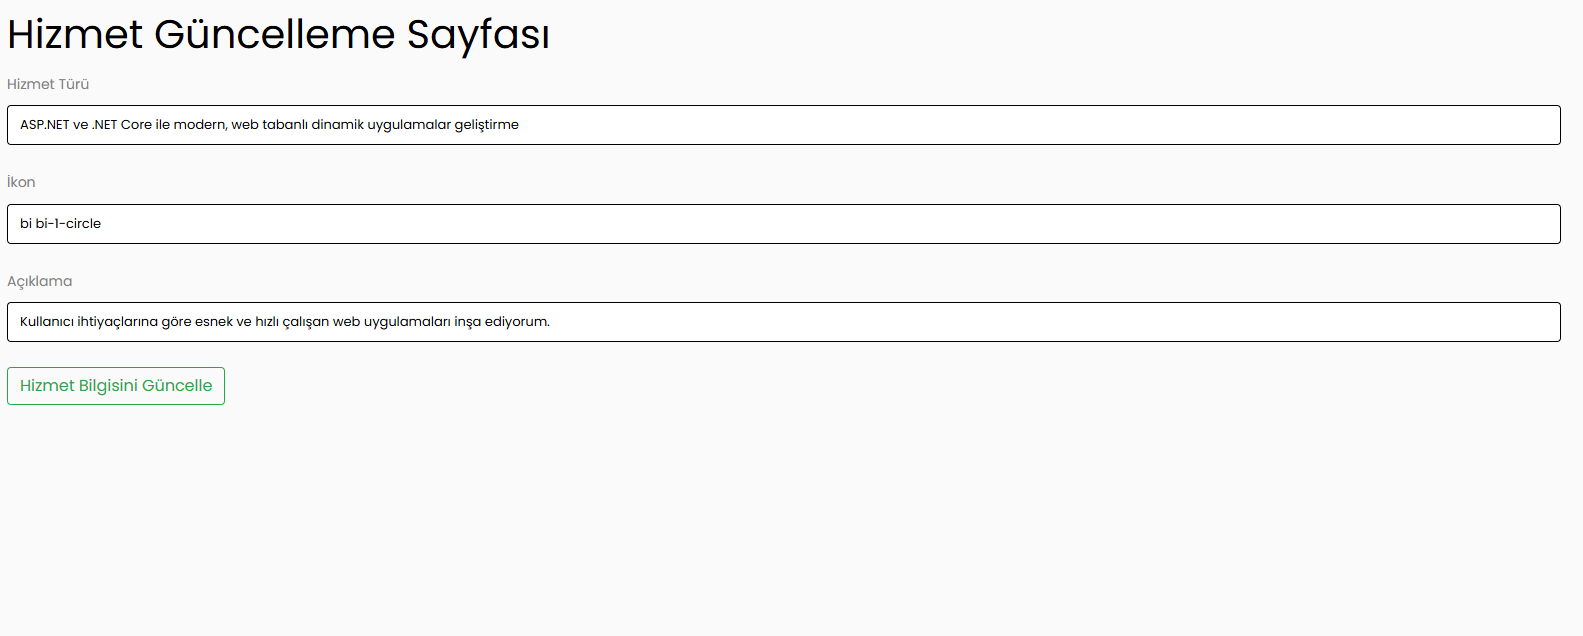 Hizmet Güncelleme Sayfası
Hizmet Türü
ASP.NET ve .NET Core ile modern, web tabanlı dinamik uygulamalar geliştirme
İkon
bi bi-1-circle
Açıklama
Kullanıcı ihtiyaçlarına göre esnek ve hızlı çalışan web uygulamaları inşa ediyorum.
Hizmet Bilgisini Güncelle